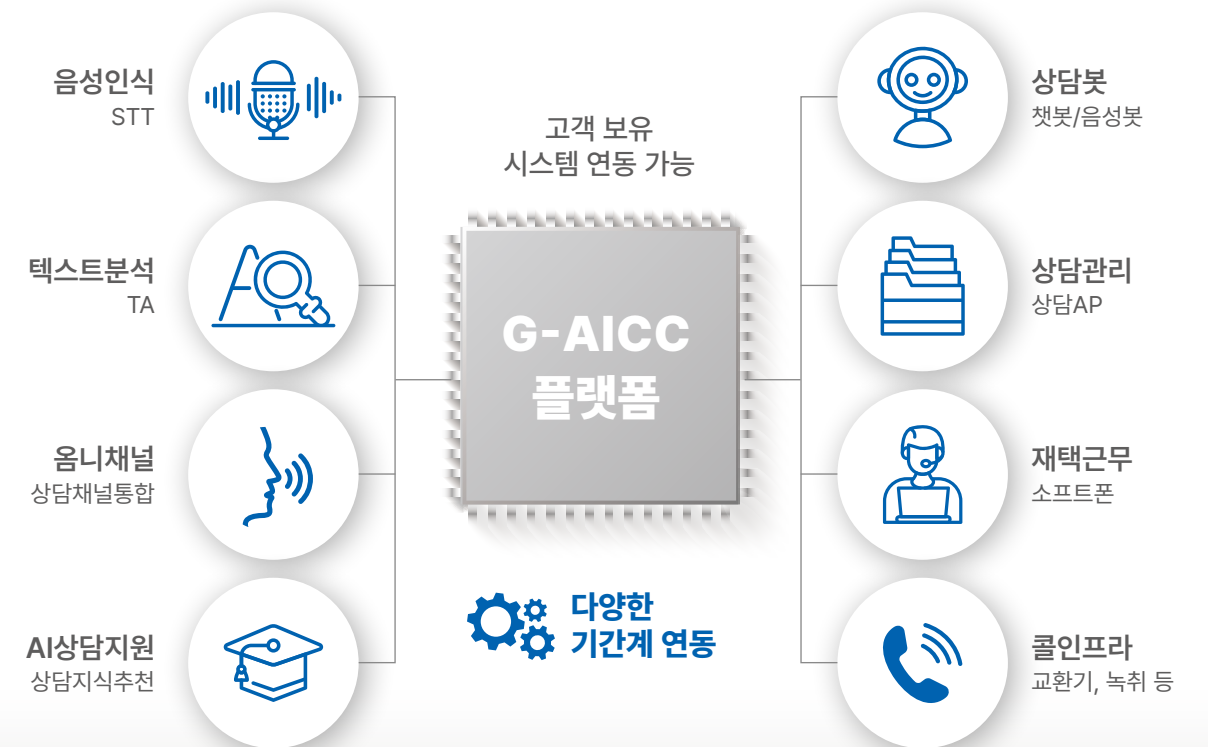 음성인식
STT
텍스트분석
TA
옴니채널
상담채널통합
AI상담지원
상담지식추천
고객 보유
시스템 연동 가능
G-AICC
플랫폼
다양한
기간계 연동
상담봇
챗봇/음성봇
상담관리
상담AP
재택근무
소프트폰
콜인프라
교환기, 녹취 등